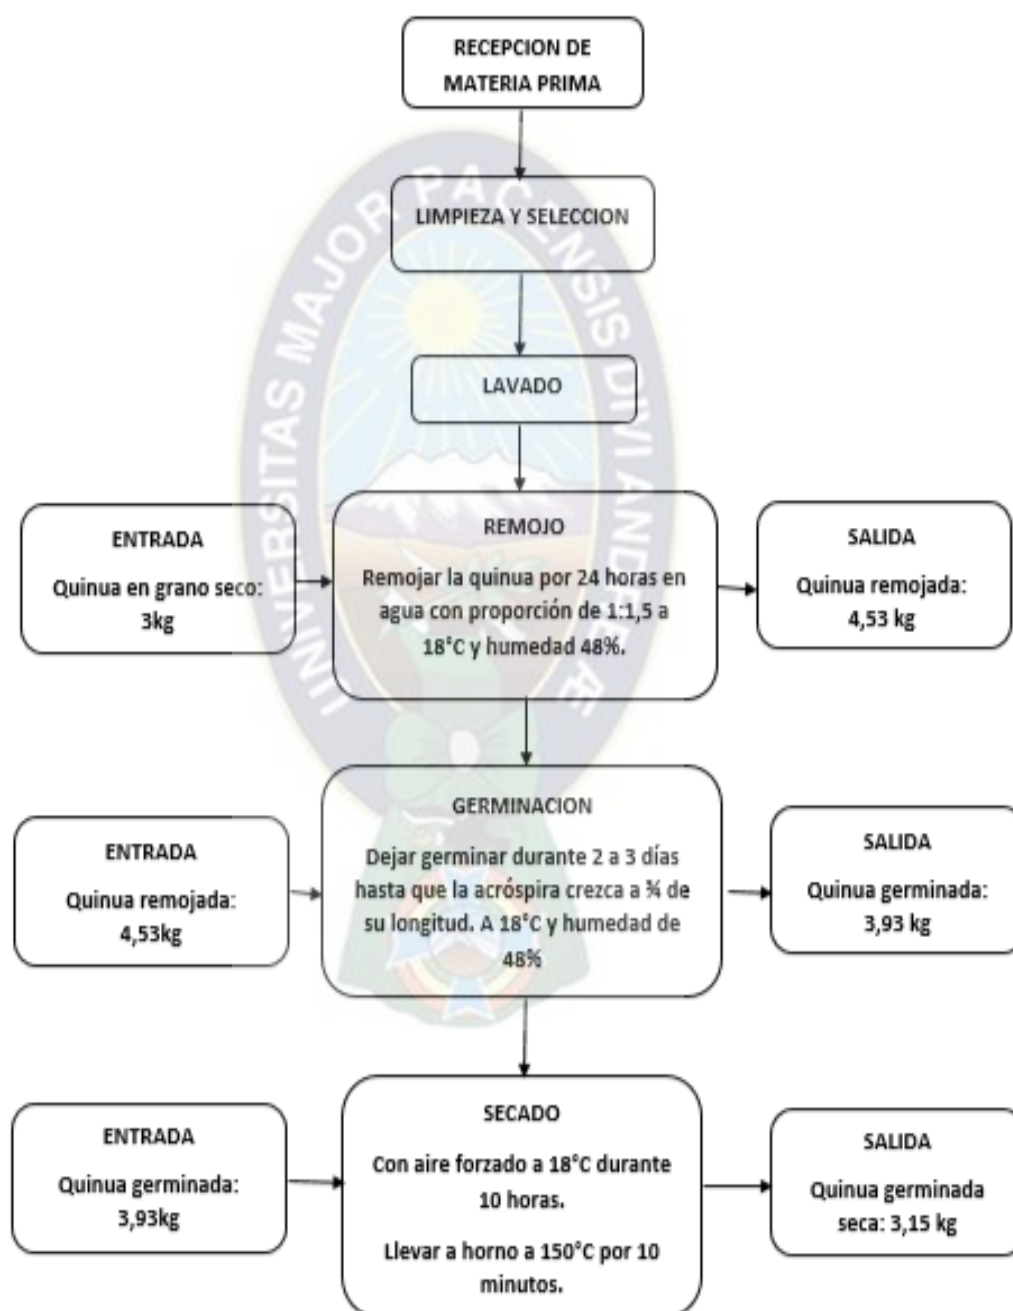 RECEPCION DE
MATERIA PRIMA
LIMPIEZA Y SELECCION
LAVADO
ENTRADA
Quinua en grano seco:
3kg
REMOJO
Remojar la quinua por 24 horas en
agua con proporción de 1:1,5 a
18°C y humedad 48%.
SALIDA
Quinua remojada:
4,53 kg
ENTRADA
Quinua remojada:
4,53kg
GERMINACION
Dejar germinar durante 2 a 3 días
hasta que la acróspira crezca a ¾ de
su longitud. A 18°C y humedad de
48%
SALIDA
Quinua germinada:
3,93 kg
ENTRADA
Quinua germinada:
3,93kg
SECADO
Con aire forzado a 18°C durante
10 horas.
Llevar a horno a 150°C por 10
minutos.
SALIDA
Quinua germinada
seca: 3,15 kg
UNIVERSITAS MAJOR PACENSIS DIVI ANDREÆ